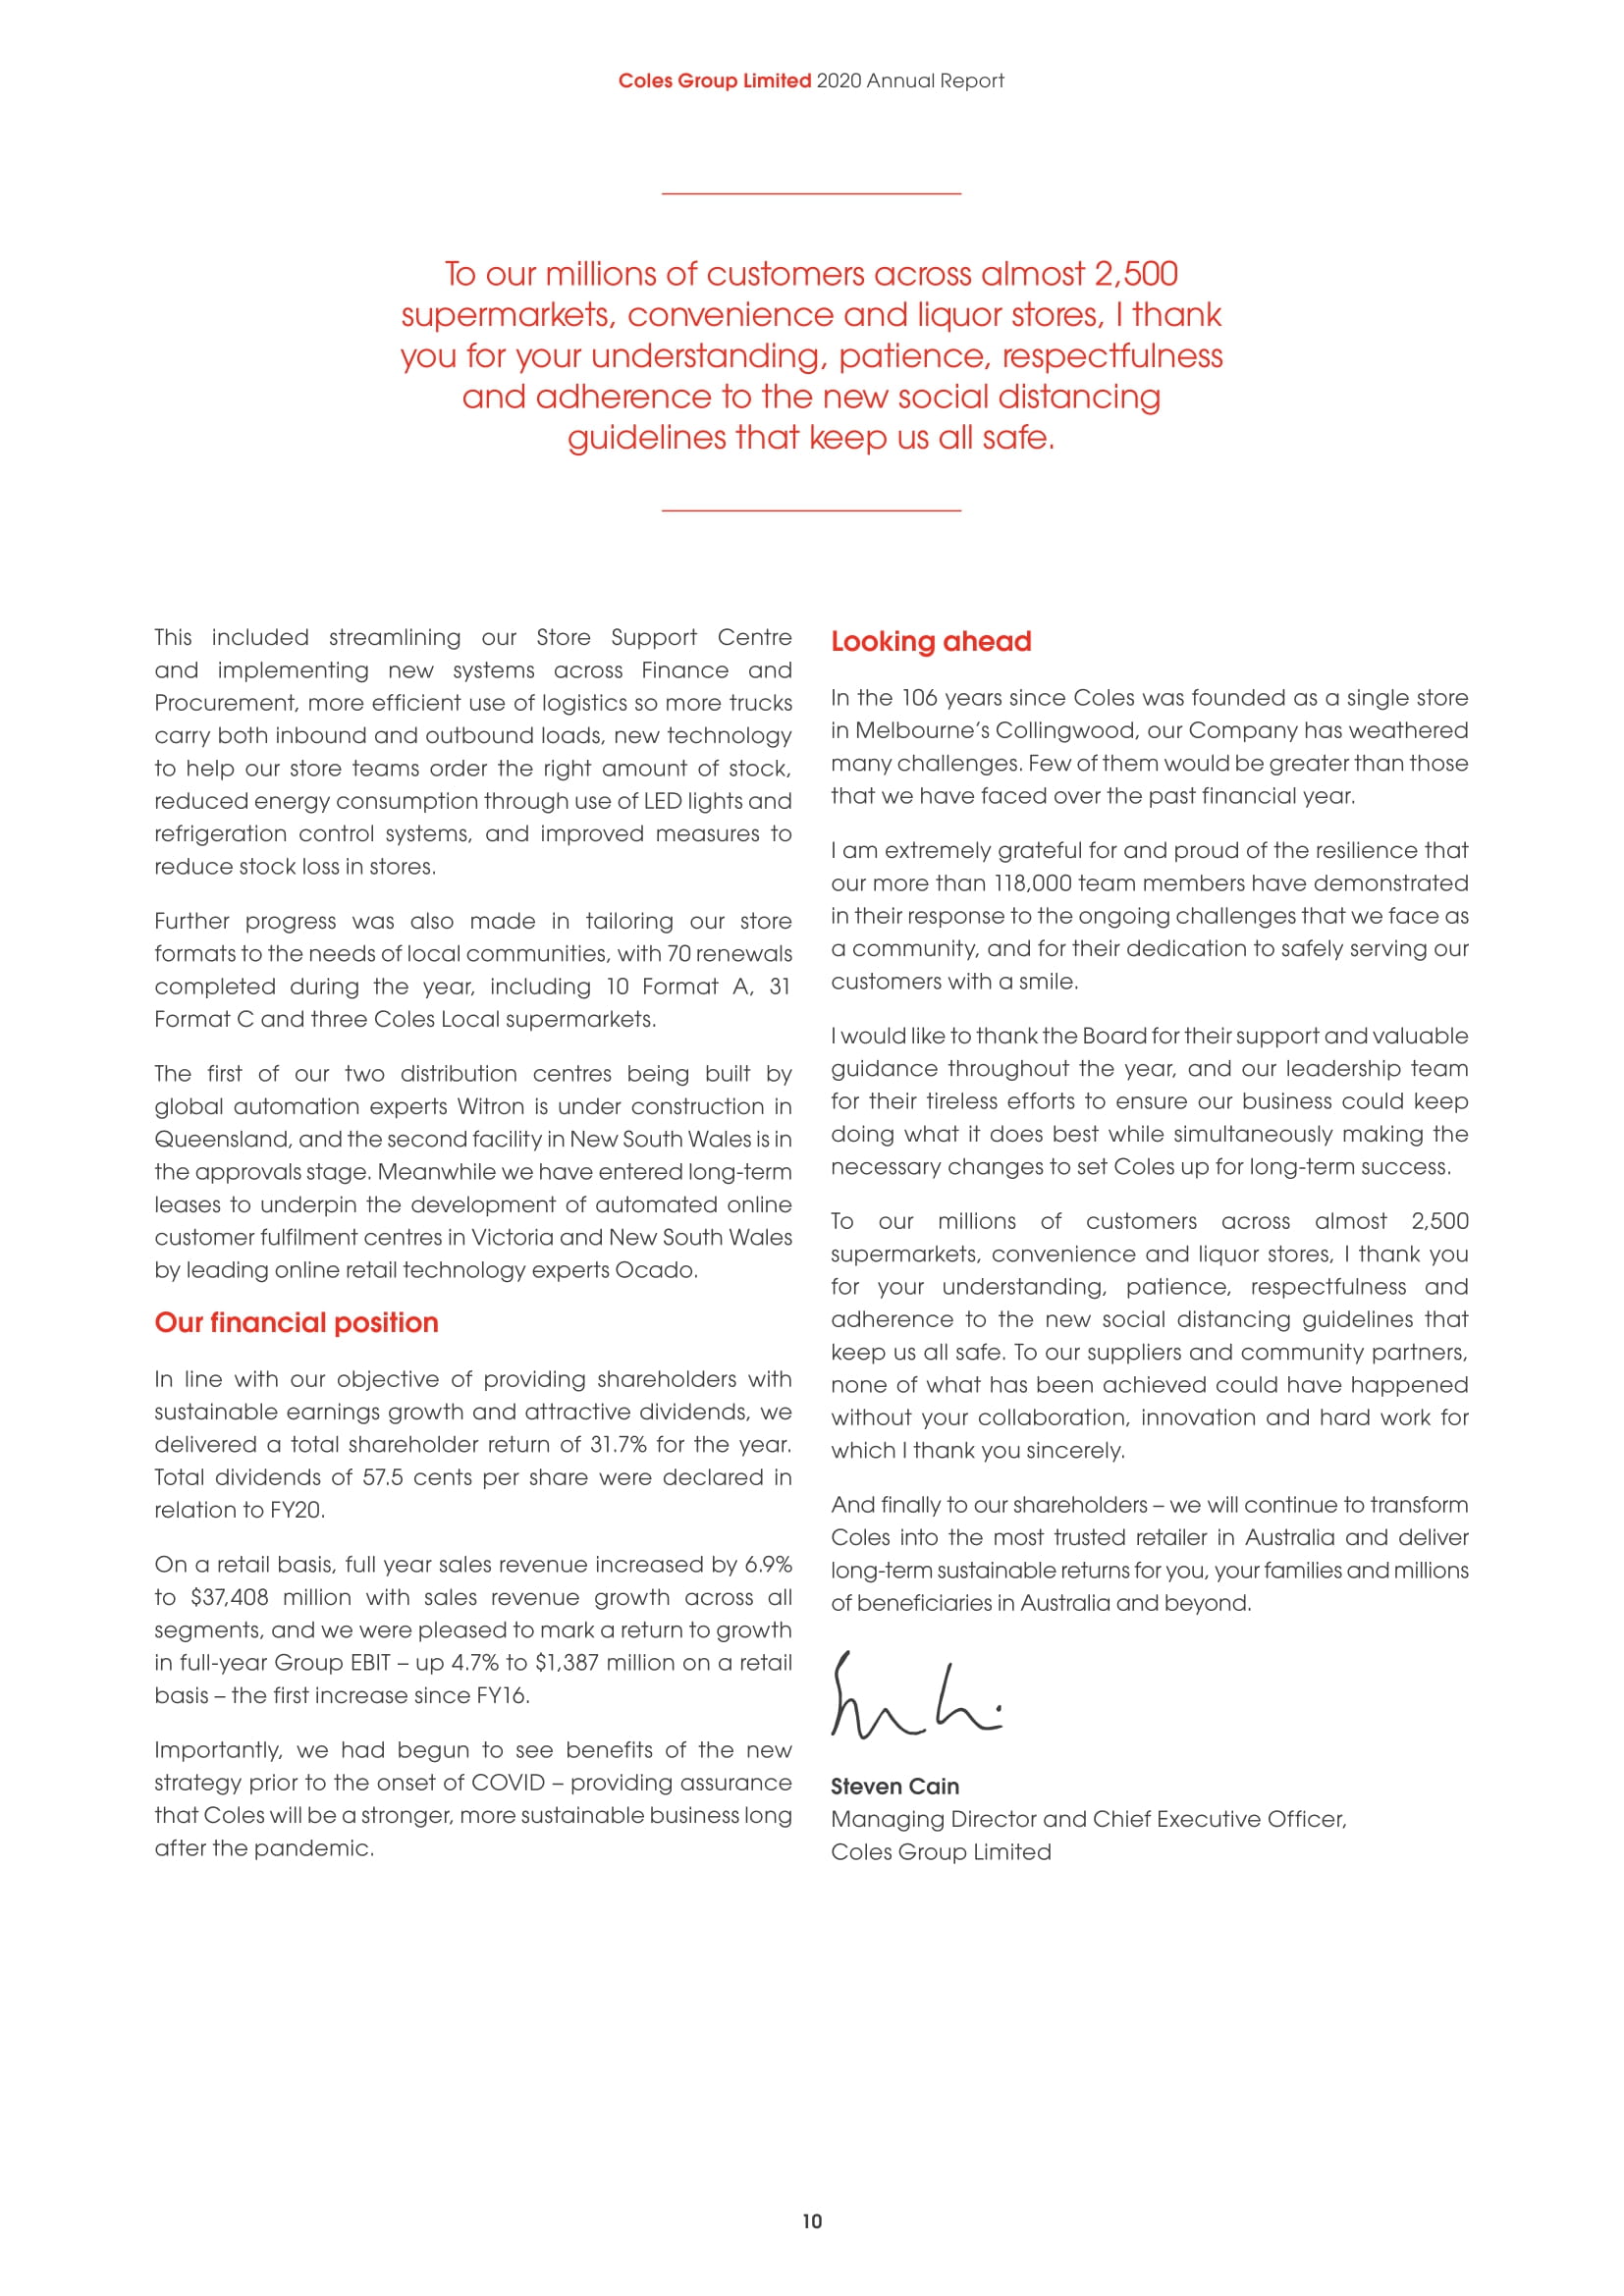 Coles Group Limited 2020 Annual Report
To our millions of customers across almost 2,500
supermarkets, convenience and liquor stores, I thank
you for your understanding, patience, respectfulness
and adherence to the new social distancing
guidelines that keep us all safe.
This included streamlining our Store Support Centre
and implementing new systems across Finance and
Procurement, more efficient use of logistics so more trucks
carry both inbound and outbound loads, new technology
to help our store teams order the right amount of stock,
reduced energy consumption through use of LED lights and
refrigeration control systems, and improved measures to
reduce stock loss in stores.
Further progress was also made in tailoring our store
formats to the needs of local communities, with 70 renewals
completed during the year, including 10 Format A, 31
Format C and three Coles Local supermarkets.
The first of our two distribution centres being built by
global automation experts Witron is under construction in
Queensland, and the second facility in New South Wales is in
the approvals stage. Meanwhile we have entered long-term
leases to underpin the development of automated online
customer fulfilment centres in Victoria and New South Wales
by leading online retail technology experts Ocado.
Our financial position
In line with our objective of providing shareholders with
sustainable earnings growth and attractive dividends, we
delivered a total shareholder return of 31.7% for the year.
Total dividends of 57.5 cents per share were declared in
relation to FY20.
On a retail basis, full year sales revenue increased by 6.9%
to $37,408 million with sales revenue growth across all
segments, and we were pleased to mark a return to growth
in full-year Group EBIT – up 4.7% to $1,387 million on a retail
basis – the first increase since FY16.
Importantly, we had begun to see benefits of the new
strategy prior to the onset of COVID – providing assurance
that Coles will be a stronger, more sustainable business long
after the pandemic.
Looking ahead
In the 106 years since Coles was founded as a single store
in Melbourne's Collingwood, our Company has weathered
many challenges. Few of them would be greater than those
that we have faced over the past financial year.
I am extremely grateful for and proud of the resilience that
our more than 118,000 team members have demonstrated
in their response to the ongoing challenges that we face as
a community, and for their dedication to safely serving our
customers with a smile.
I would like to thank the Board for their support and valuable
guidance throughout the year, and our leadership team
for their tireless efforts to ensure our business could keep
doing what it does best while simultaneously making the
necessary changes to set Coles up for long-term success.
To our millions of customers across almost 2,500
supermarkets, convenience and liquor stores, I thank you
for your understanding, patience, respectfulness and
adherence to the new social distancing guidelines that
keep us all safe. To our suppliers and community partners,
none of what has been achieved could have happened
without your collaboration, innovation and hard work for
which I thank you sincerely.
And finally to our shareholders – we will continue to transform
Coles into the most trusted retailer in Australia and deliver
long-term sustainable returns for you, your families and millions
of beneficiaries in Australia and beyond.
Steven Cain
Managing Director and Chief Executive Officer,
Coles Group Limited
10